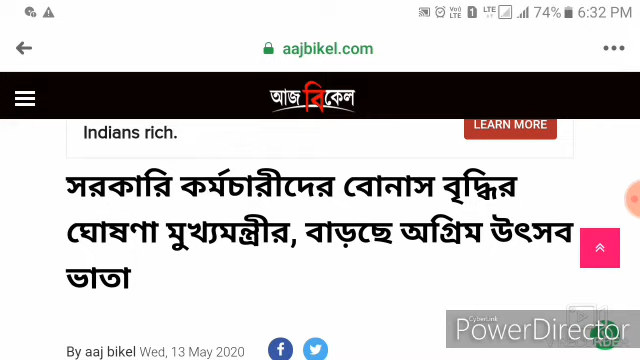 74% 6:32 PM
aajbikel.com
আজ বিকেল
Indians rich.
LEARN MORE
সরকারি কর্মচারীদের বোনাস বৃদ্ধির
ঘোষণা মুখ্যমন্ত্রীর, বাড়ছে অগ্রিম উৎসব
ভাতা
CyberLink
PowerDirector
By aaj bikel Wed, 13 May 2020